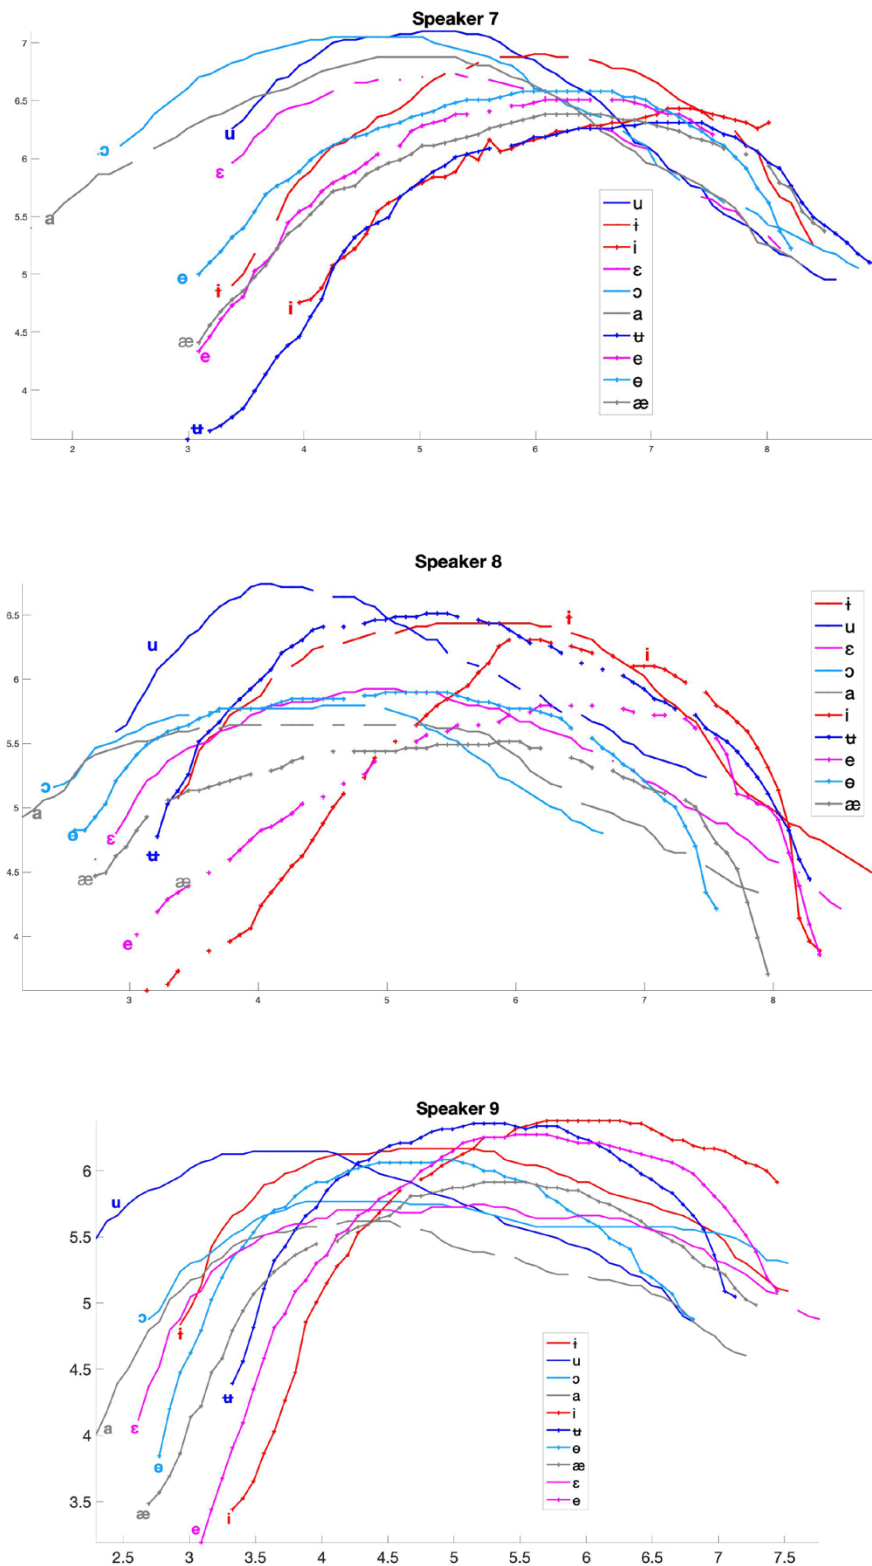 Speaker 7
7
6.5
6
5.5
5
4.5
4
u
ɔ
ɛ
a
ɵ
ɨ
i
æ
e
ʉ
u
ɨ
i
ɛ
ɔ
a
ʉ
e
ɵ
æ
2 3 4 5 6 7 8
Speaker 8
6.5
6
5.5
5
4.5
4
u
ɨ
i
ɔ
a
ɵ
ɛ
ʉ
æ
æ
e
ɨ
u
ɛ
ɔ
a
i
ʉ
e
ɵ
æ
3 4 5 6 7 8
Speaker 9
6
5.5
5
4.5
4
3.5
u
ɔ
ɨ
ʉ
a
ɛ
ɵ
æ
e
i
ɨ
u
ɔ
a
i
ʉ
ɵ
æ
ɛ
e
2.5 3 3.5 4 4.5 5 5.5 6 6.5 7 7.5